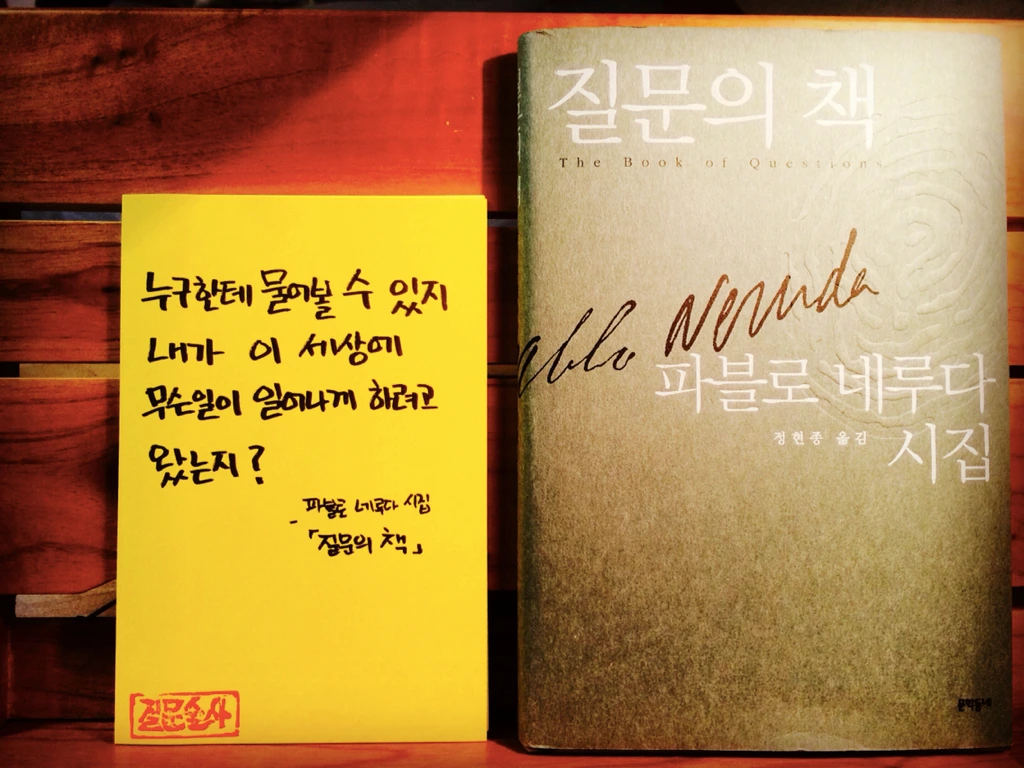 누구한테 물어볼 수 있지
내가 이 세상에
무슨일이 일어나게 하려고
왔는지?
- 파블로 네루다 시집
「질문의 책」
질문술사
질문의 책
The Book of Questions
Pablo Neruda
파블로 네루다
정현종 옮김
시집
문학동네